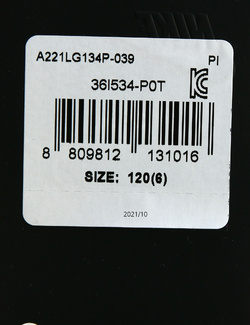 A221LG134P-039 PI
36I534-P0T
8 809812 131016
SIZE: 120(6)
2021/10